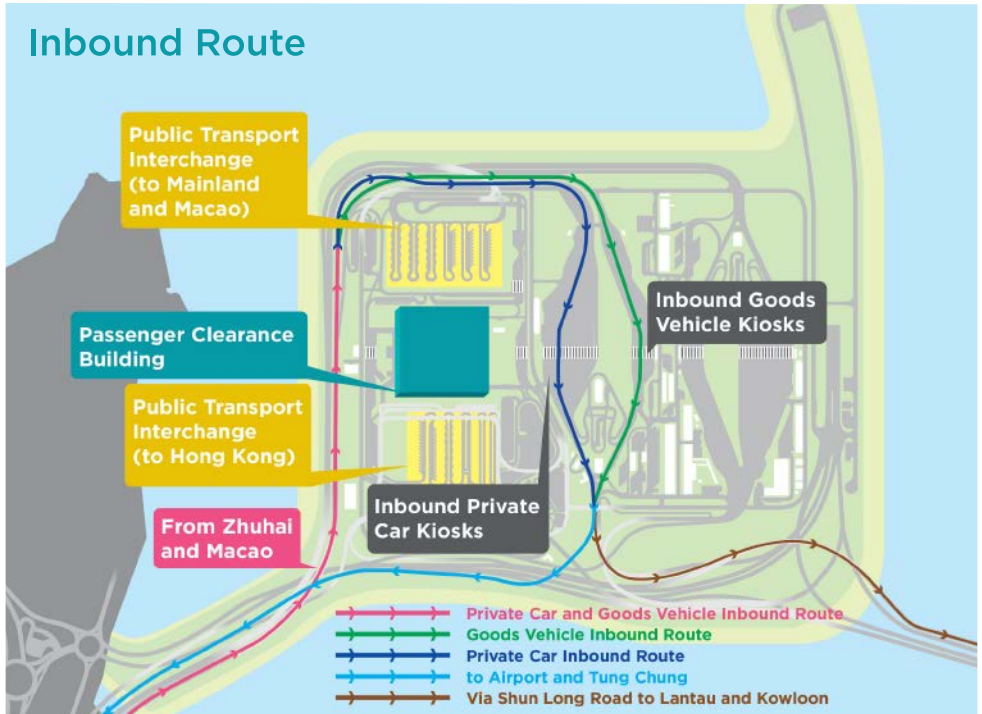 Inbound Route
Public Transport
Interchange
(to Mainland
and Macao)
Inbound Goods
Vehicle Kiosks
Passenger Clearance
Building
Public Transport
Interchange
(to Hong Kong)
Inbound Private
Car Kiosks
From Zhuhai
and Macao
Private Car and Goods Vehicle Inbound Route
Goods Vehicle Inbound Route
Private Car Inbound Route
to Airport and Tung Chung
Via Shun Long Road to Lantau and Kowloon